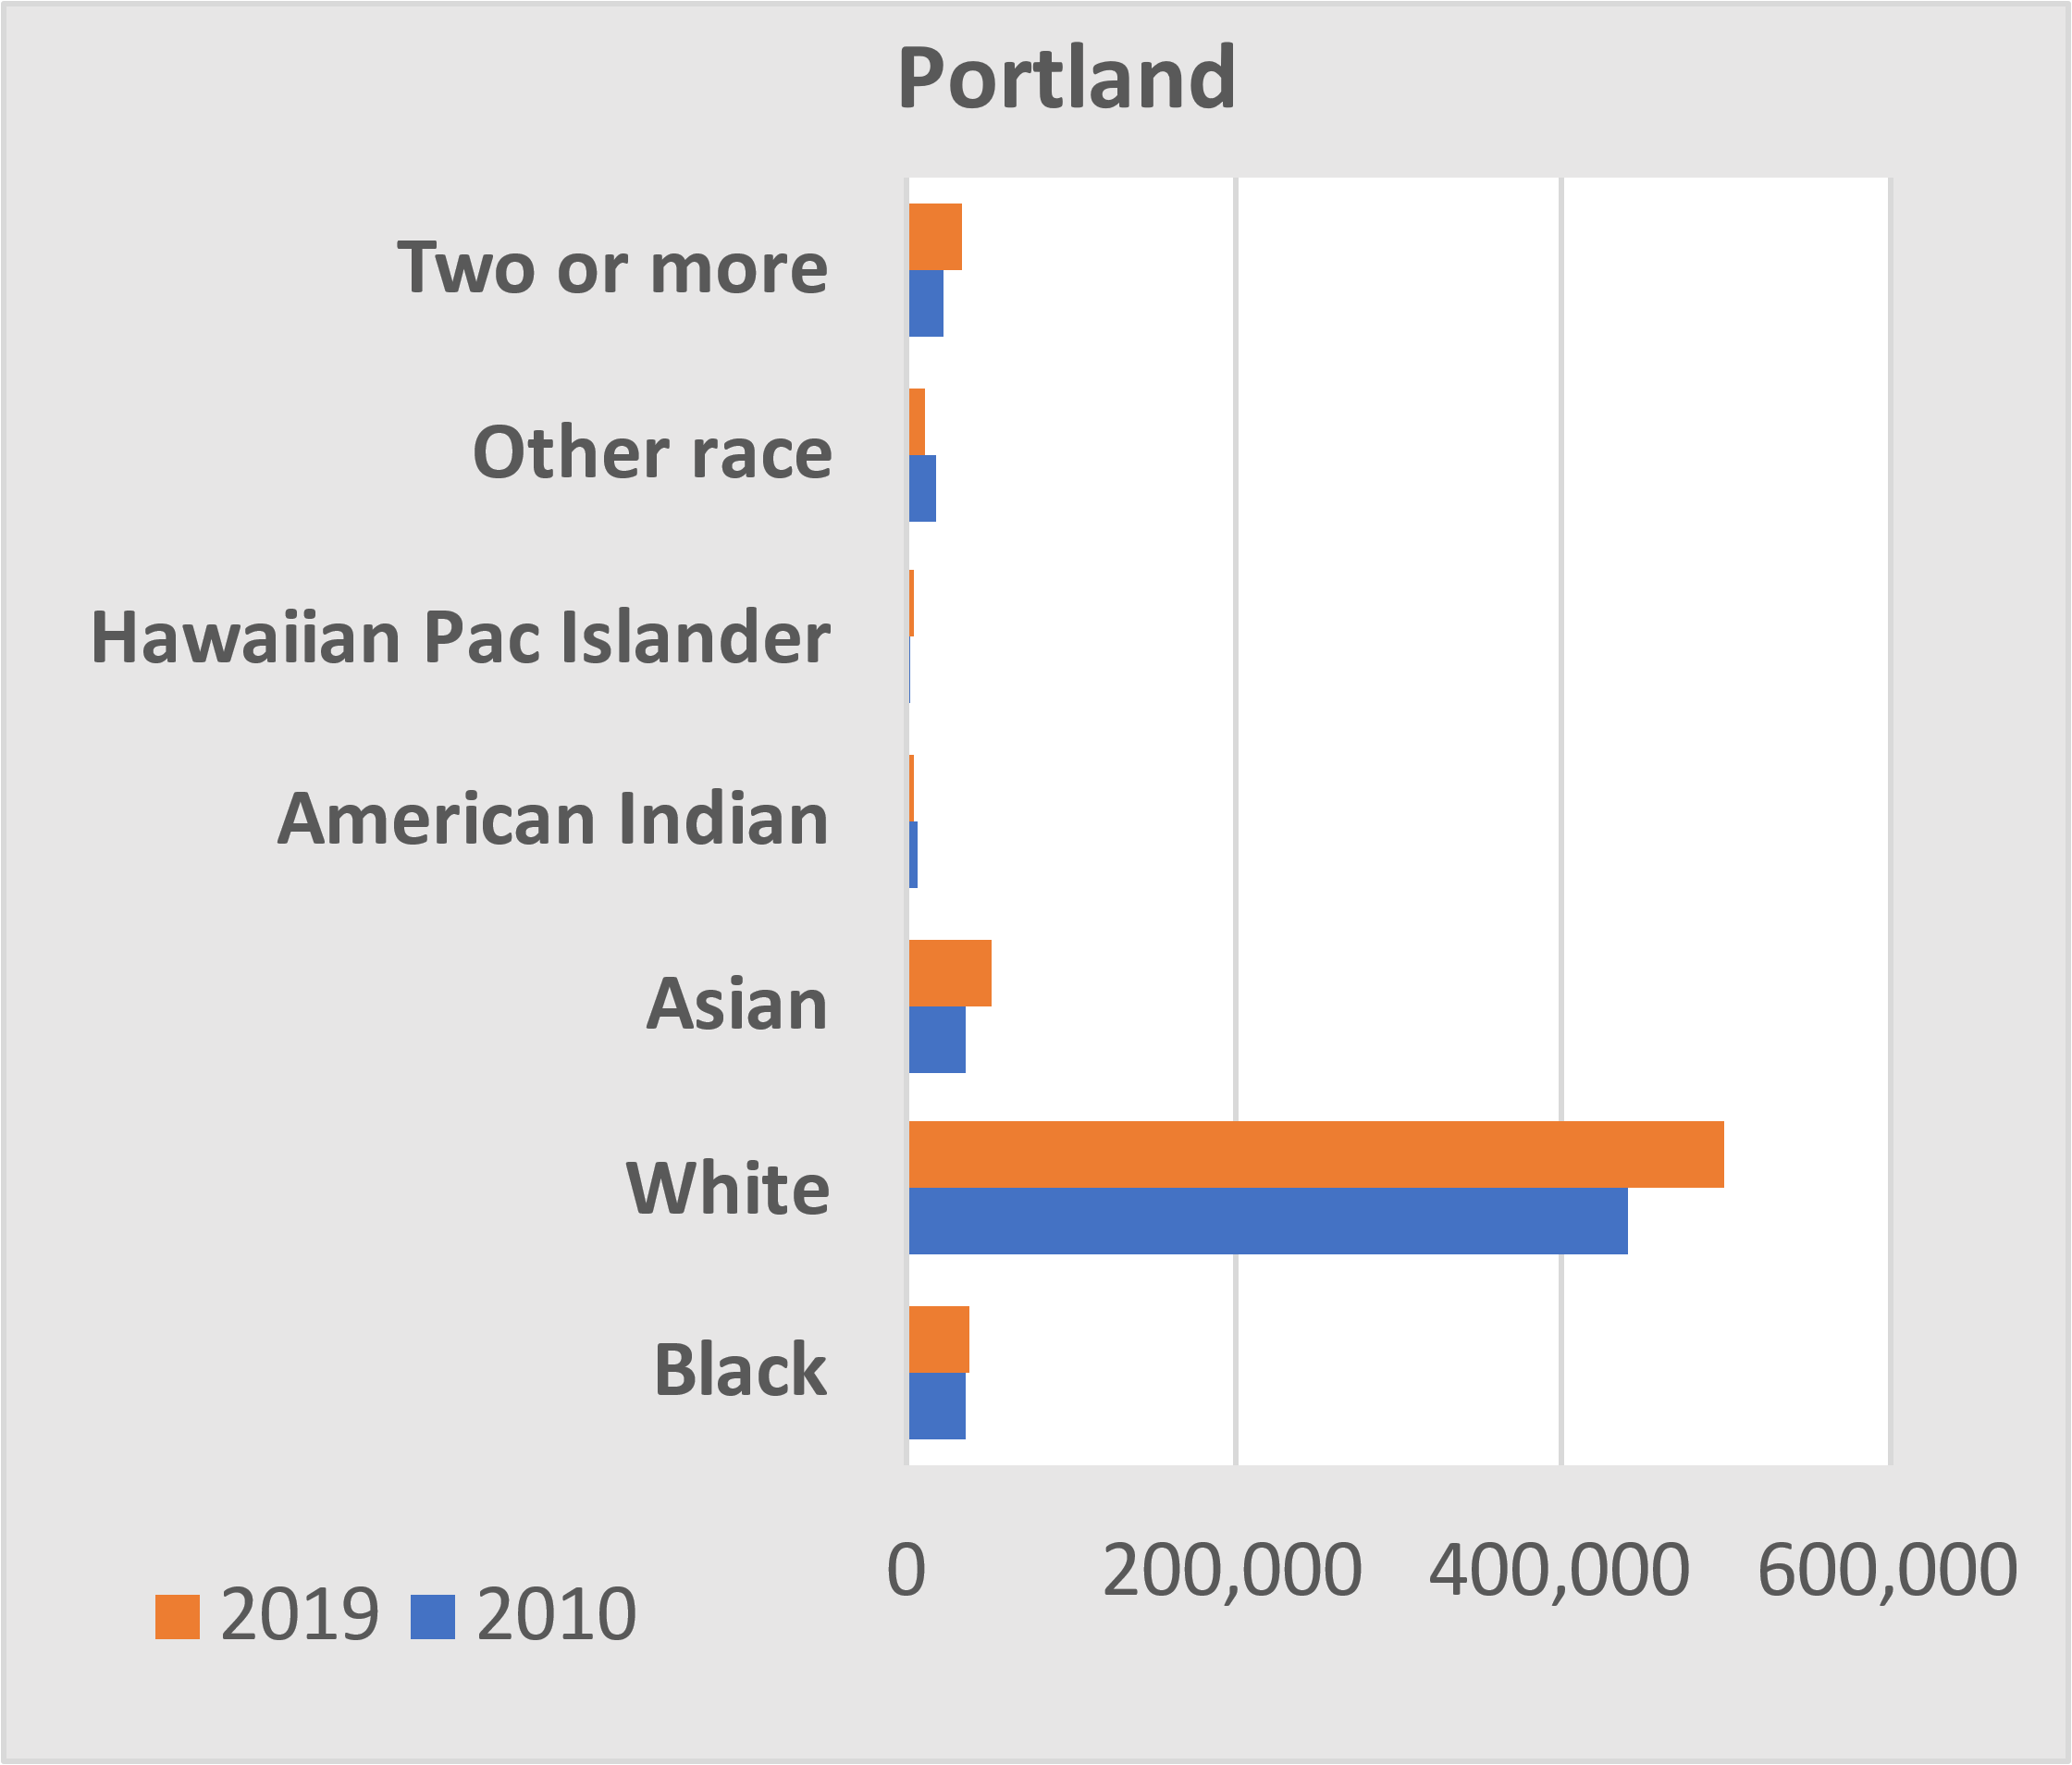 Portland
Two or more
Other race
Hawaiian Pac Islander
American Indian
Asian
White
Black
0 200,000 400,000 600,000
2019 2010